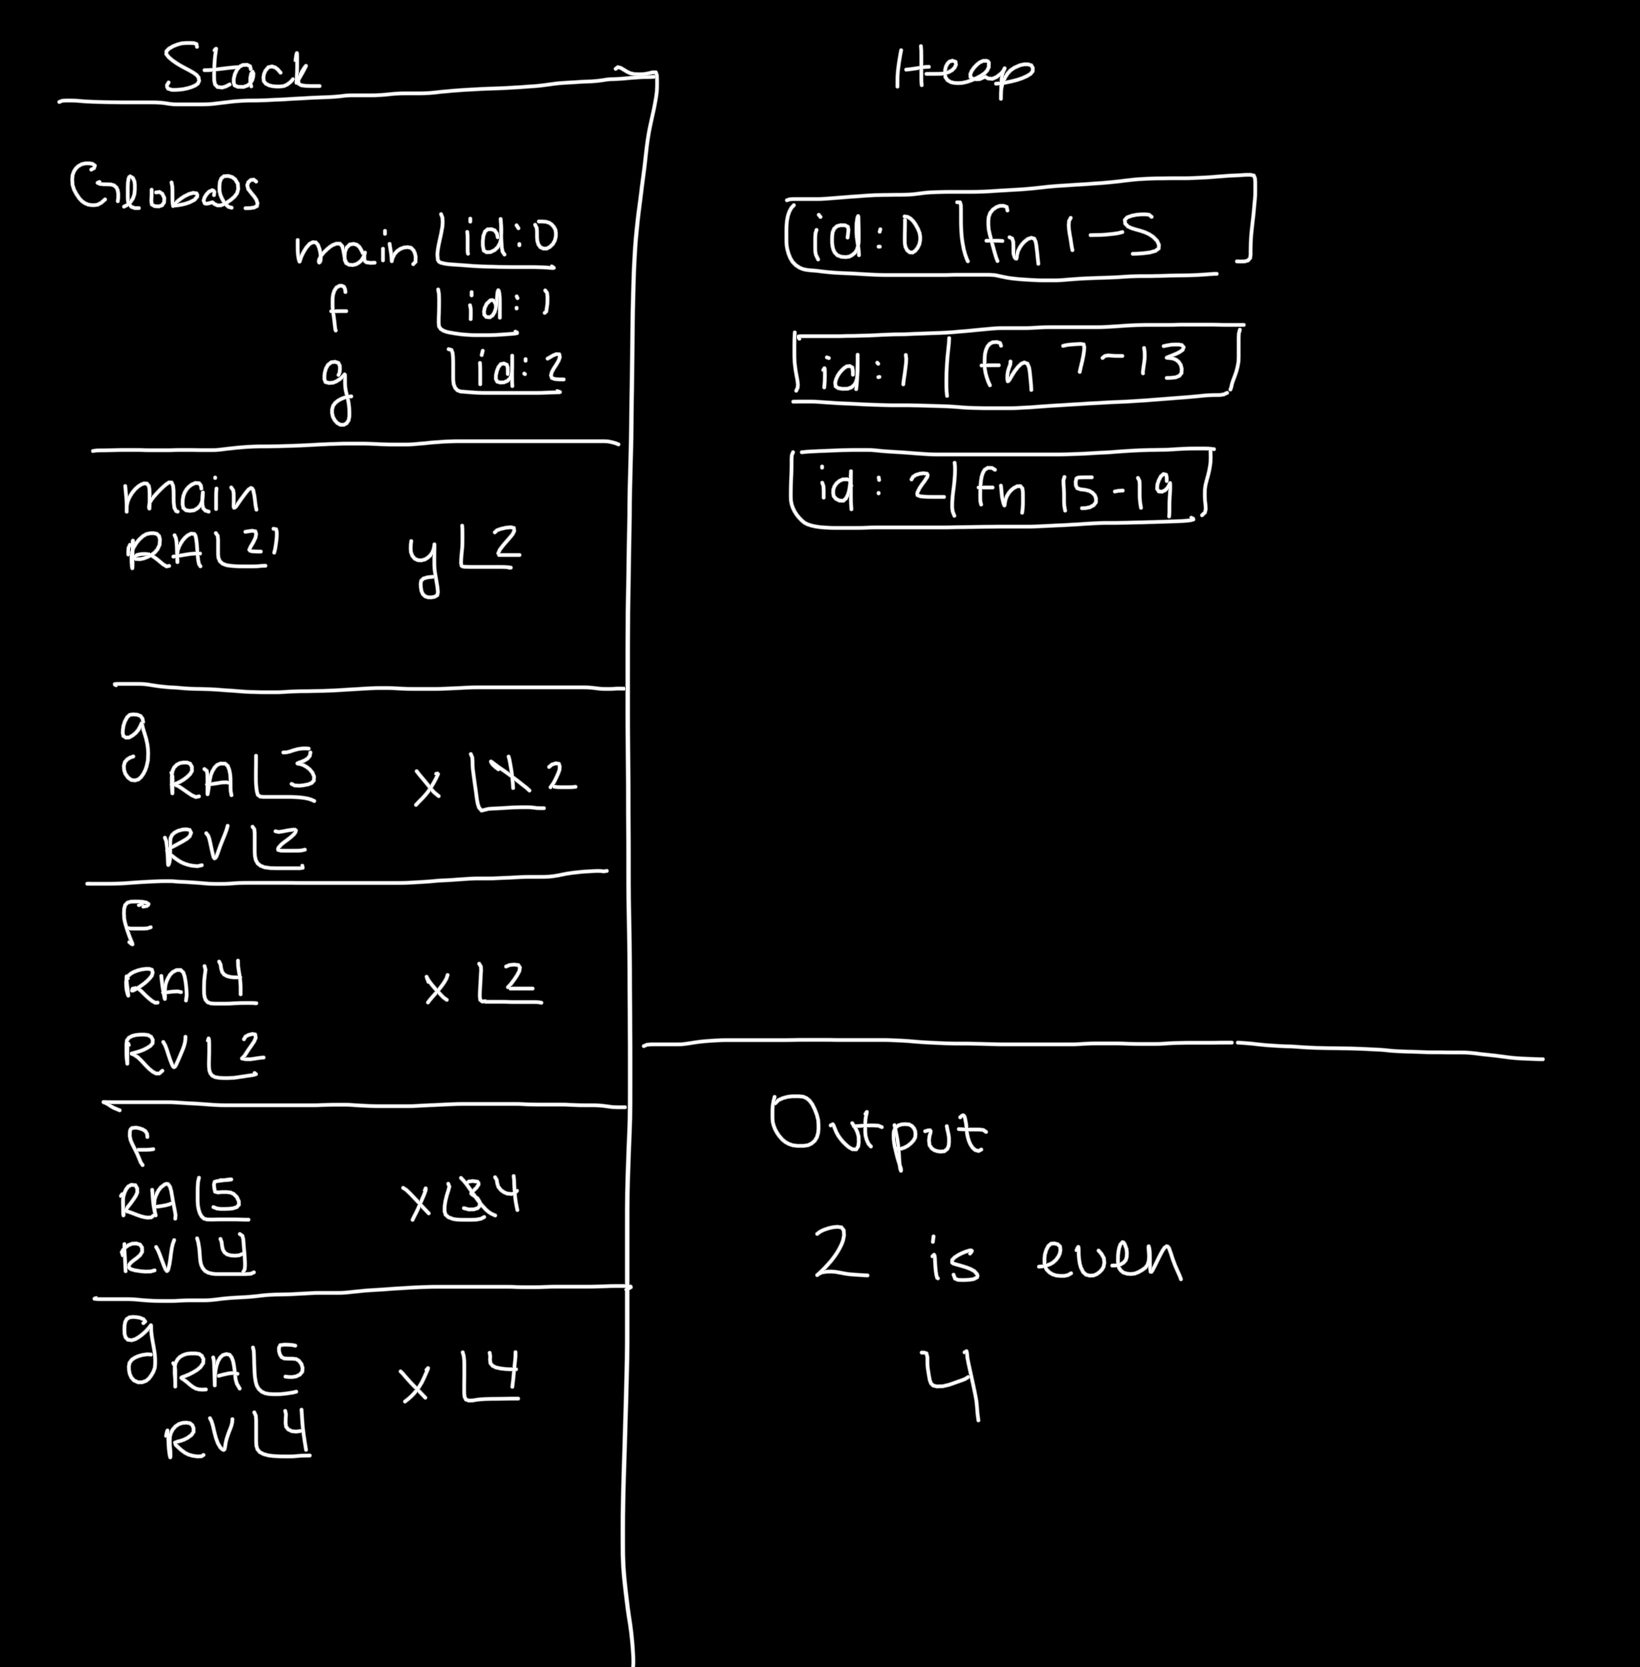 Stack
Globals
main id:0
f id:1
g id:2
main
RA 21 y 2
g
RA 3 x 1 2
RV 2
f
RA 4 x 2
RV 2
f
RA 5 x 3 4
RV 4
g
RA 5 x 4
RV 4
Heap
id:0 fn 1-5
id:1 fn 7-13
id:2 fn 15-19
Output
2 is even
4